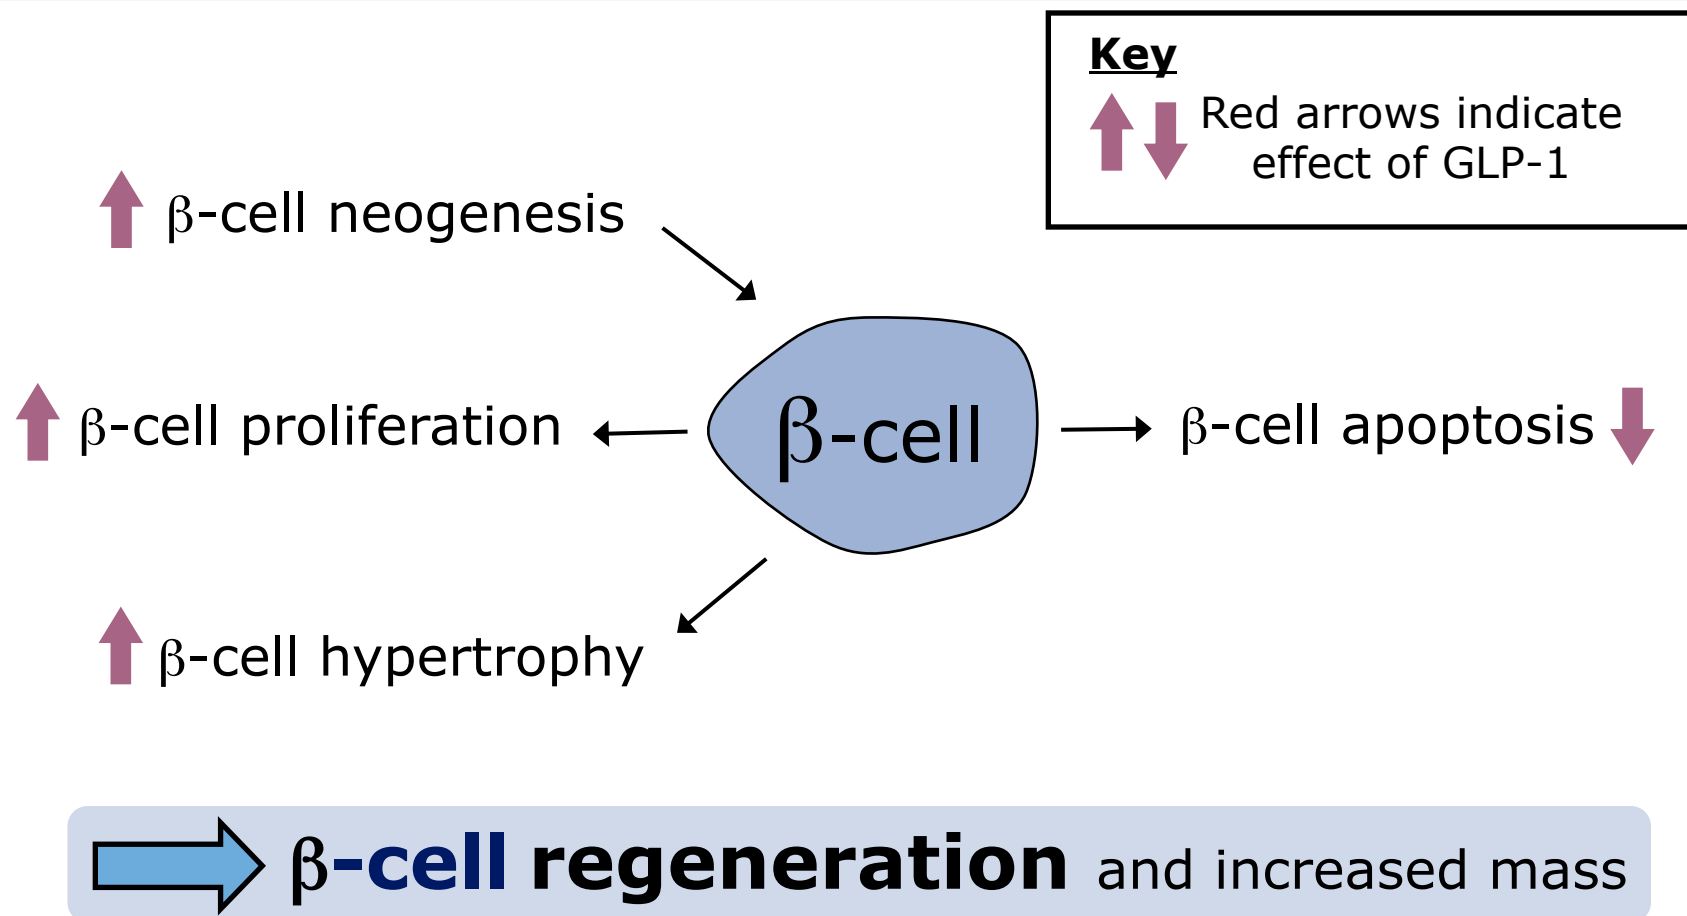 Key
Red arrows indicate
effect of GLP-1
β-cell neogenesis
β-cell proliferation
β-cell
β-cell apoptosis
β-cell hypertrophy
β-cell regeneration and increased mass